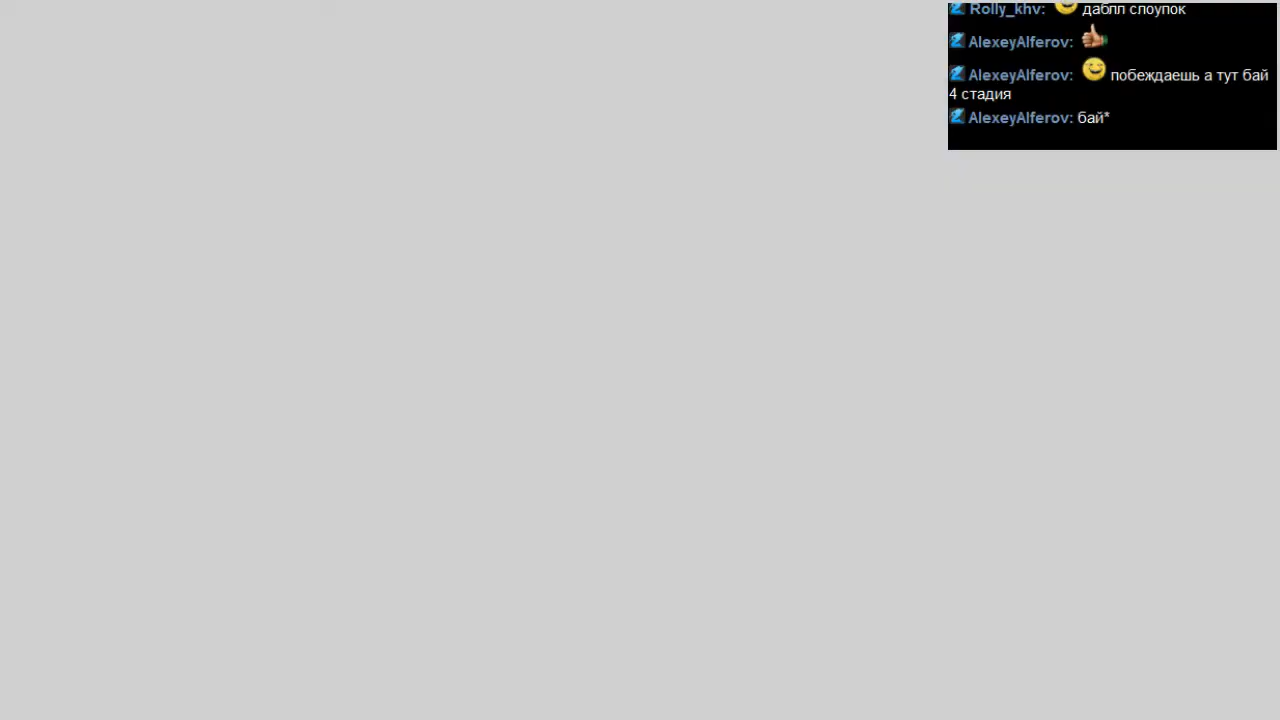 Rolly_khv: даблл слоупок
AlexeyAlferov:
AlexeyAlferov: побеждаешь а тут бай
4 стадия
AlexeyAlferov: бай*